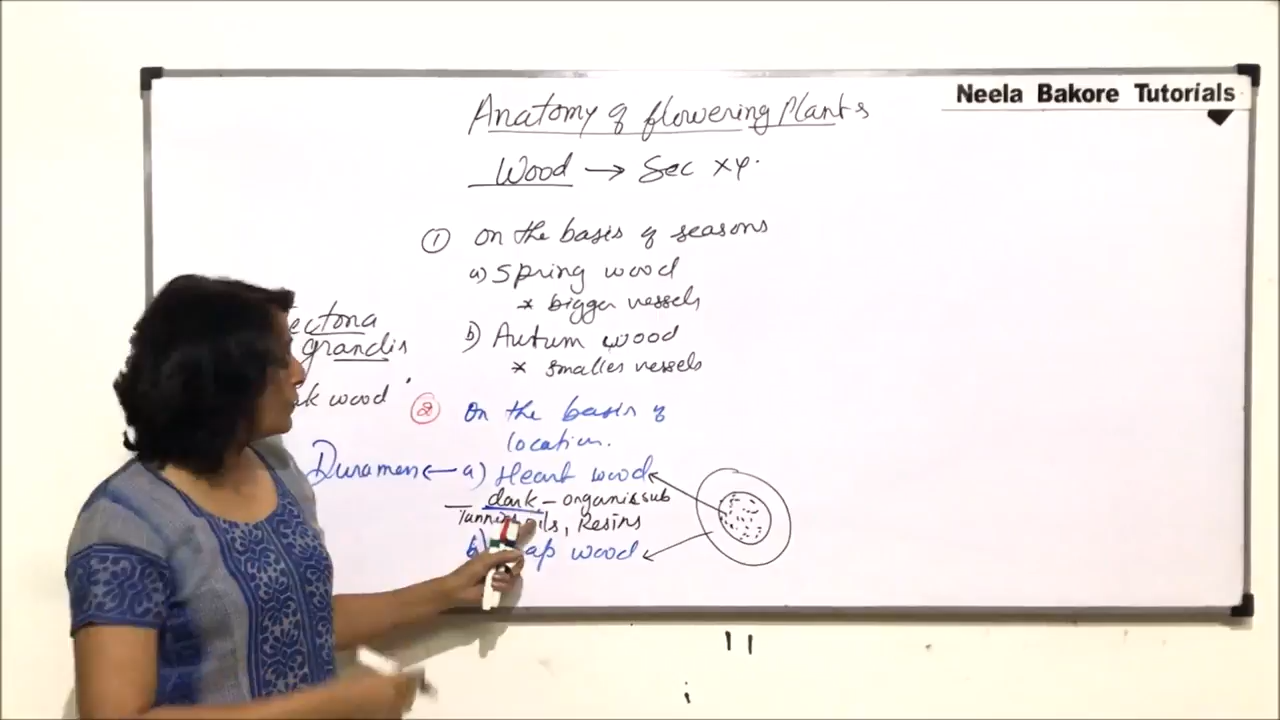 Neela Bakore Tutorials
Anatomy of flowering Plants
Wood → Sec xy.
① On the basis of seasons
a) Spring wood
* bigger vessels
b) Autum wood
* smaller vessels
ectona
grandis
k wood
② On the basis of
location.
Duramen ← a) Heart wood
dark - organic sub
Tannins, oils, Resins
b) ap wood